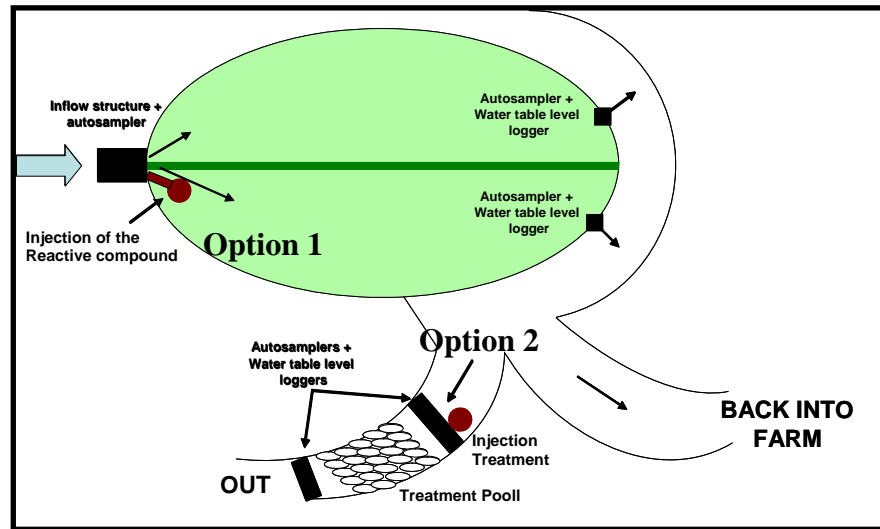 Inflow structure +
autosampler
Autosampler +
Water table level
logger
Autosampler +
Water table level
logger
Injection of the
Reactive compound
Option 1
Autosamplers +
Water table level
loggers
Option 2
Injection
Treatment
Treatment Pooll
OUT
BACK INTO
FARM